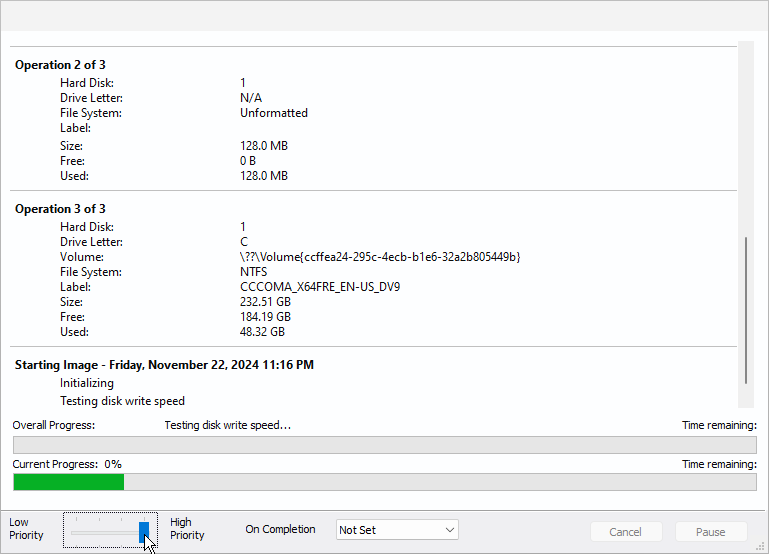 Operation 2 of 3
Hard Disk: 1
Drive Letter: N/A
File System: Unformatted
Label:
Size: 128.0 MB
Free: 0 B
Used: 128.0 MB
Operation 3 of 3
Hard Disk: 1
Drive Letter: C
Volume: \??\Volume{ccffea24-295c-4ecb-b1e6-32a2b805449b}
File System: NTFS
Label: CCCOMA_X64FRE_EN-US_DV9
Size: 232.51 GB
Free: 184.19 GB
Used: 48.32 GB
Starting Image - Friday, November 22, 2024 11:16 PM
Initializing
Testing disk write speed
Overall Progress: Testing disk write speed... Time remaining:
Current Progress: 0% Time remaining:
Low Priority High Priority On Completion Not Set Cancel Pause